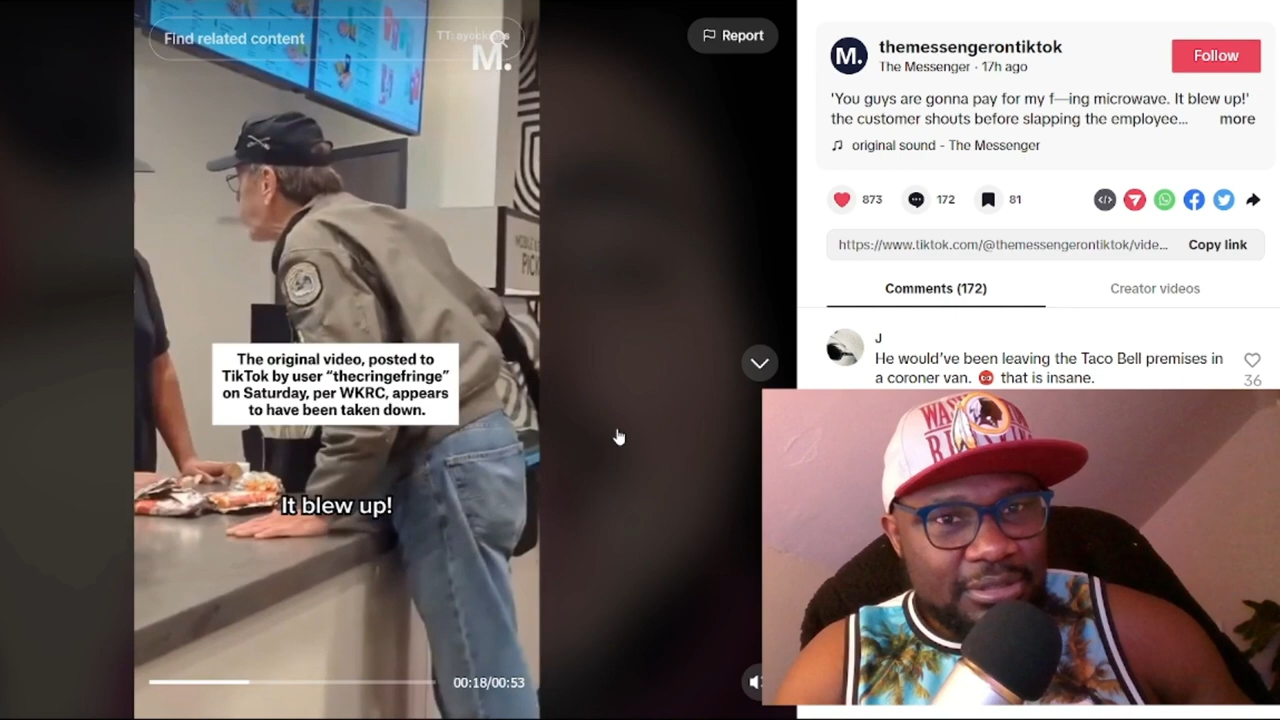 Find related content
M.
Report
The original video, posted to
TikTok by user “thecringefringe”
on Saturday, per WKRC, appears
to have been taken down.
It blew up!
00:18/00:53
M.
themessengerontiktok
The Messenger · 17h ago
Follow
'You guys are gonna pay for my f—ing microwave. It blew up!'
the customer shouts before slapping the employee... more
original sound - The Messenger
873
172
81
https://www.tiktok.com/@themessengerontiktok/vide...
Copy link
Comments (172)
Creator videos
J
He would've been leaving the Taco Bell premises in
a coroner van. that is insane.
36